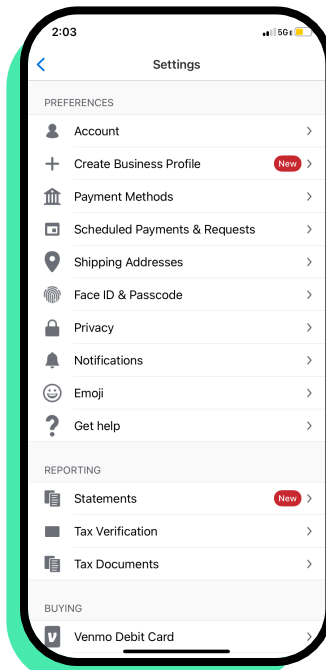 2:03
5GE
Settings
PREFERENCES
Account
Create Business Profile New
Payment Methods
Scheduled Payments & Requests
Shipping Addresses
Face ID & Passcode
Privacy
Notifications
Emoji
Get help
REPORTING
Statements New
Tax Verification
Tax Documents
BUYING
Venmo Debit Card